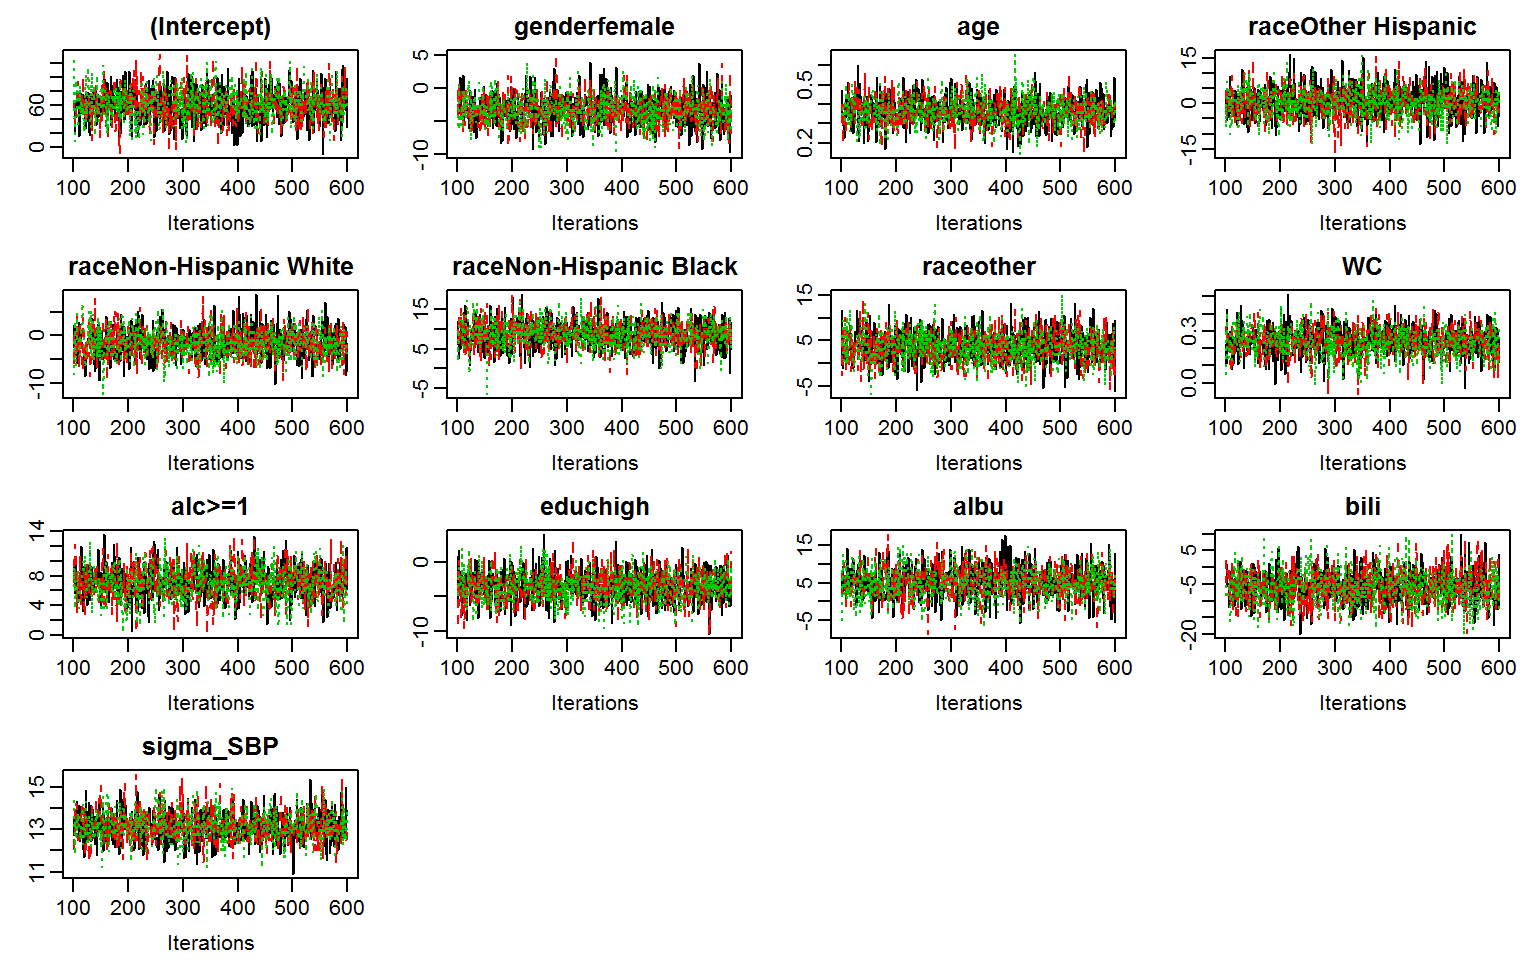 (Intercept) genderfemale age raceOther Hispanic
0 60
-10 0 5
0.2 0.5
-15 0 15
100 200 300 400 500 600 100 200 300 400 500 600 100 200 300 400 500 600 100 200 300 400 500 600
Iterations Iterations Iterations Iterations
raceNon-Hispanic White raceNon-Hispanic Black raceother WC
-10 0
-5 5 15
-5 5 15
0.0 0.3
100 200 300 400 500 600 100 200 300 400 500 600 100 200 300 400 500 600 100 200 300 400 500 600
Iterations Iterations Iterations Iterations
alc>=1 educhigh albu bili
0 4 8 14
-10 0
-5 5 15
-20 -5 5
100 200 300 400 500 600 100 200 300 400 500 600 100 200 300 400 500 600 100 200 300 400 500 600
Iterations Iterations Iterations Iterations
sigma_SBP
11 13 15
100 200 300 400 500 600
Iterations